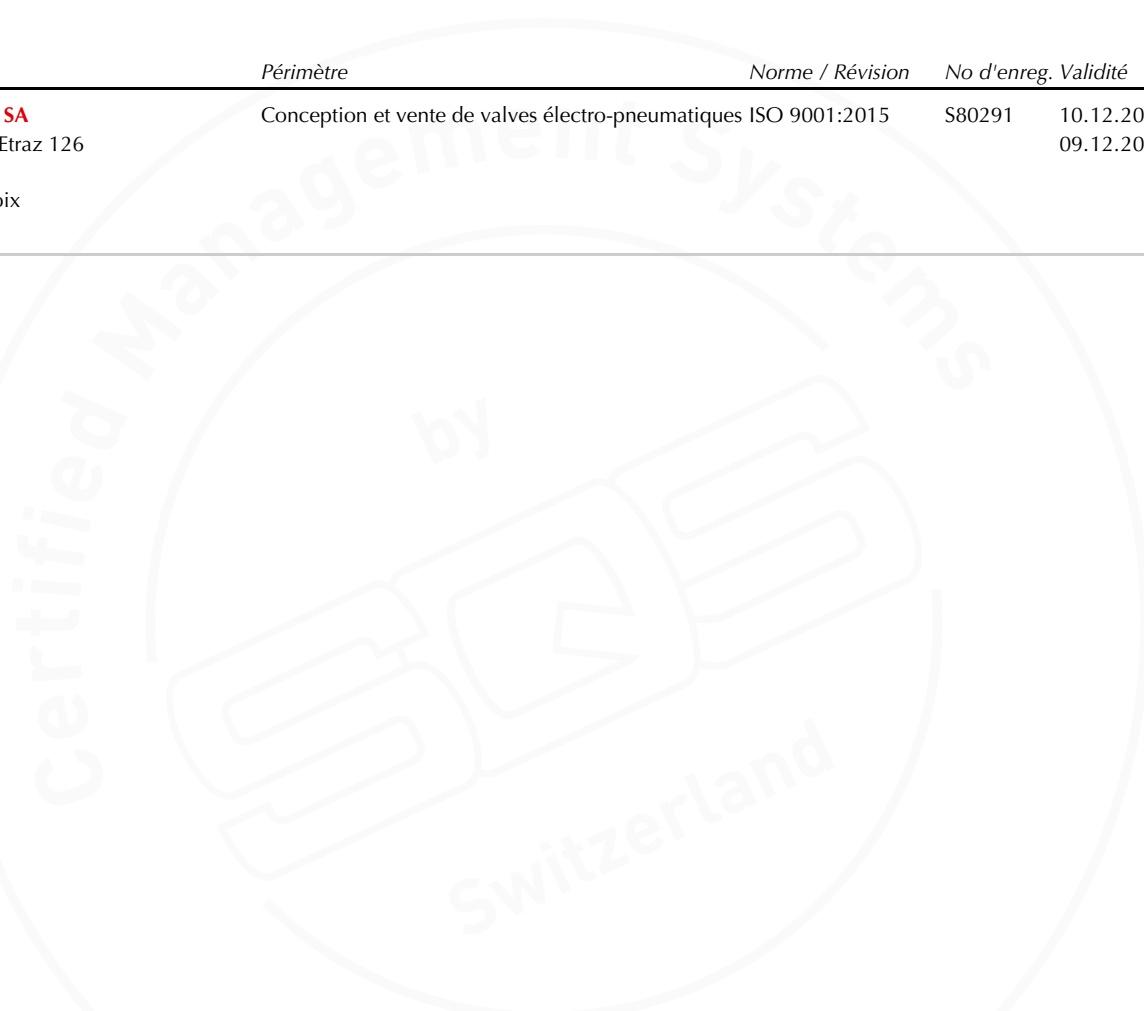 Périmètre Norme / Révision No d'enreg. Validité
SA Conception et vente de valves électro-pneumatiques ISO 9001:2015 S80291 10.12.20
Etraz 126 09.12.20
oix
Certified Management Systems
by
SQS
Switzerland